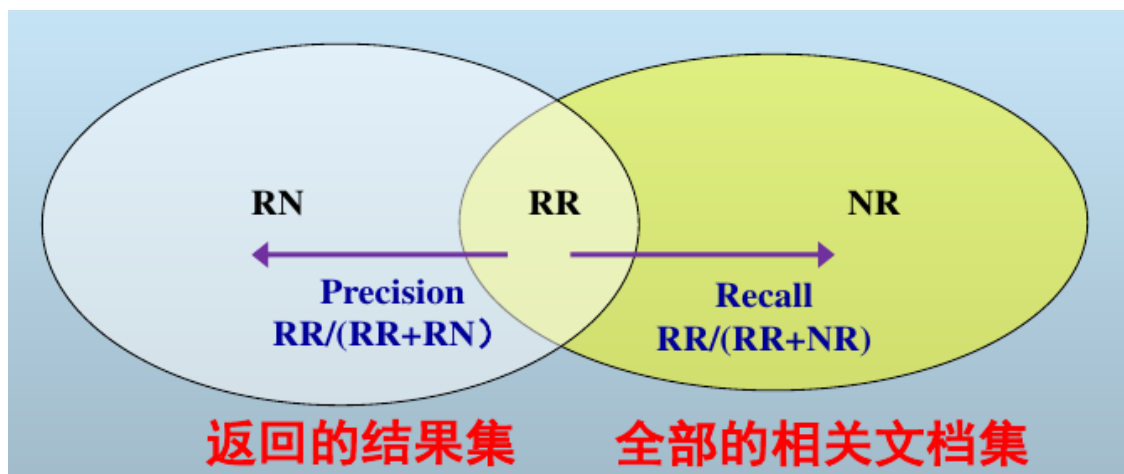 RN RR NR
Precision
RR/(RR+RN）
Recall
RR/(RR+NR)
返回的结果集
全部的相关文档集